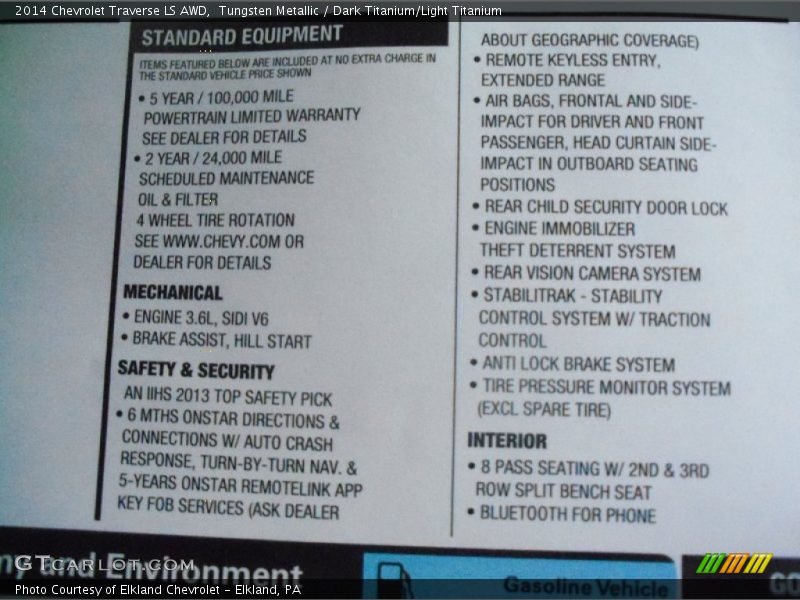 2014 Chevrolet Traverse LS AWD,  Tungsten Metallic / Dark Titanium/Light Titanium
STANDARD EQUIPMENT
ITEMS FEATURED BELOW ARE INCLUDED AT NO EXTRA CHARGE IN
THE STANDARD VEHICLE PRICE SHOWN
• 5 YEAR / 100,000 MILE
POWERTRAIN LIMITED WARRANTY
SEE DEALER FOR DETAILS
• 2 YEAR / 24,000 MILE
SCHEDULED MAINTENANCE
OIL & FILTER
4 WHEEL TIRE ROTATION
SEE WWW.CHEVY.COM OR
DEALER FOR DETAILS
MECHANICAL
• ENGINE 3.6L, SIDI V6
• BRAKE ASSIST, HILL START
SAFETY & SECURITY
AN IIHS 2013 TOP SAFETY PICK
• 6 MTHS ONSTAR DIRECTIONS &
CONNECTIONS W/ AUTO CRASH
RESPONSE, TURN-BY-TURN NAV. &
5-YEARS ONSTAR REMOTELINK APP
KEY FOB SERVICES (ASK DEALER
ABOUT GEOGRAPHIC COVERAGE)
• REMOTE KEYLESS ENTRY,
EXTENDED RANGE
• AIR BAGS, FRONTAL AND SIDE-
IMPACT FOR DRIVER AND FRONT
PASSENGER, HEAD CURTAIN SIDE-
IMPACT IN OUTBOARD SEATING
POSITIONS
• REAR CHILD SECURITY DOOR LOCK
• ENGINE IMMOBILIZER
THEFT DETERRENT SYSTEM
• REAR VISION CAMERA SYSTEM
• STABILITRAK - STABILITY
CONTROL SYSTEM W/ TRACTION
CONTROL
• ANTI LOCK BRAKE SYSTEM
• TIRE PRESSURE MONITOR SYSTEM
(EXCL SPARE TIRE)
INTERIOR
• 8 PASS SEATING W/ 2ND & 3RD
ROW SPLIT BENCH SEAT
• BLUETOOTH FOR PHONE
and Environment
Gasoline Vehicle
GTCARLOT.COM
Photo Courtesy of Elkland Chevrolet - Elkland, PA